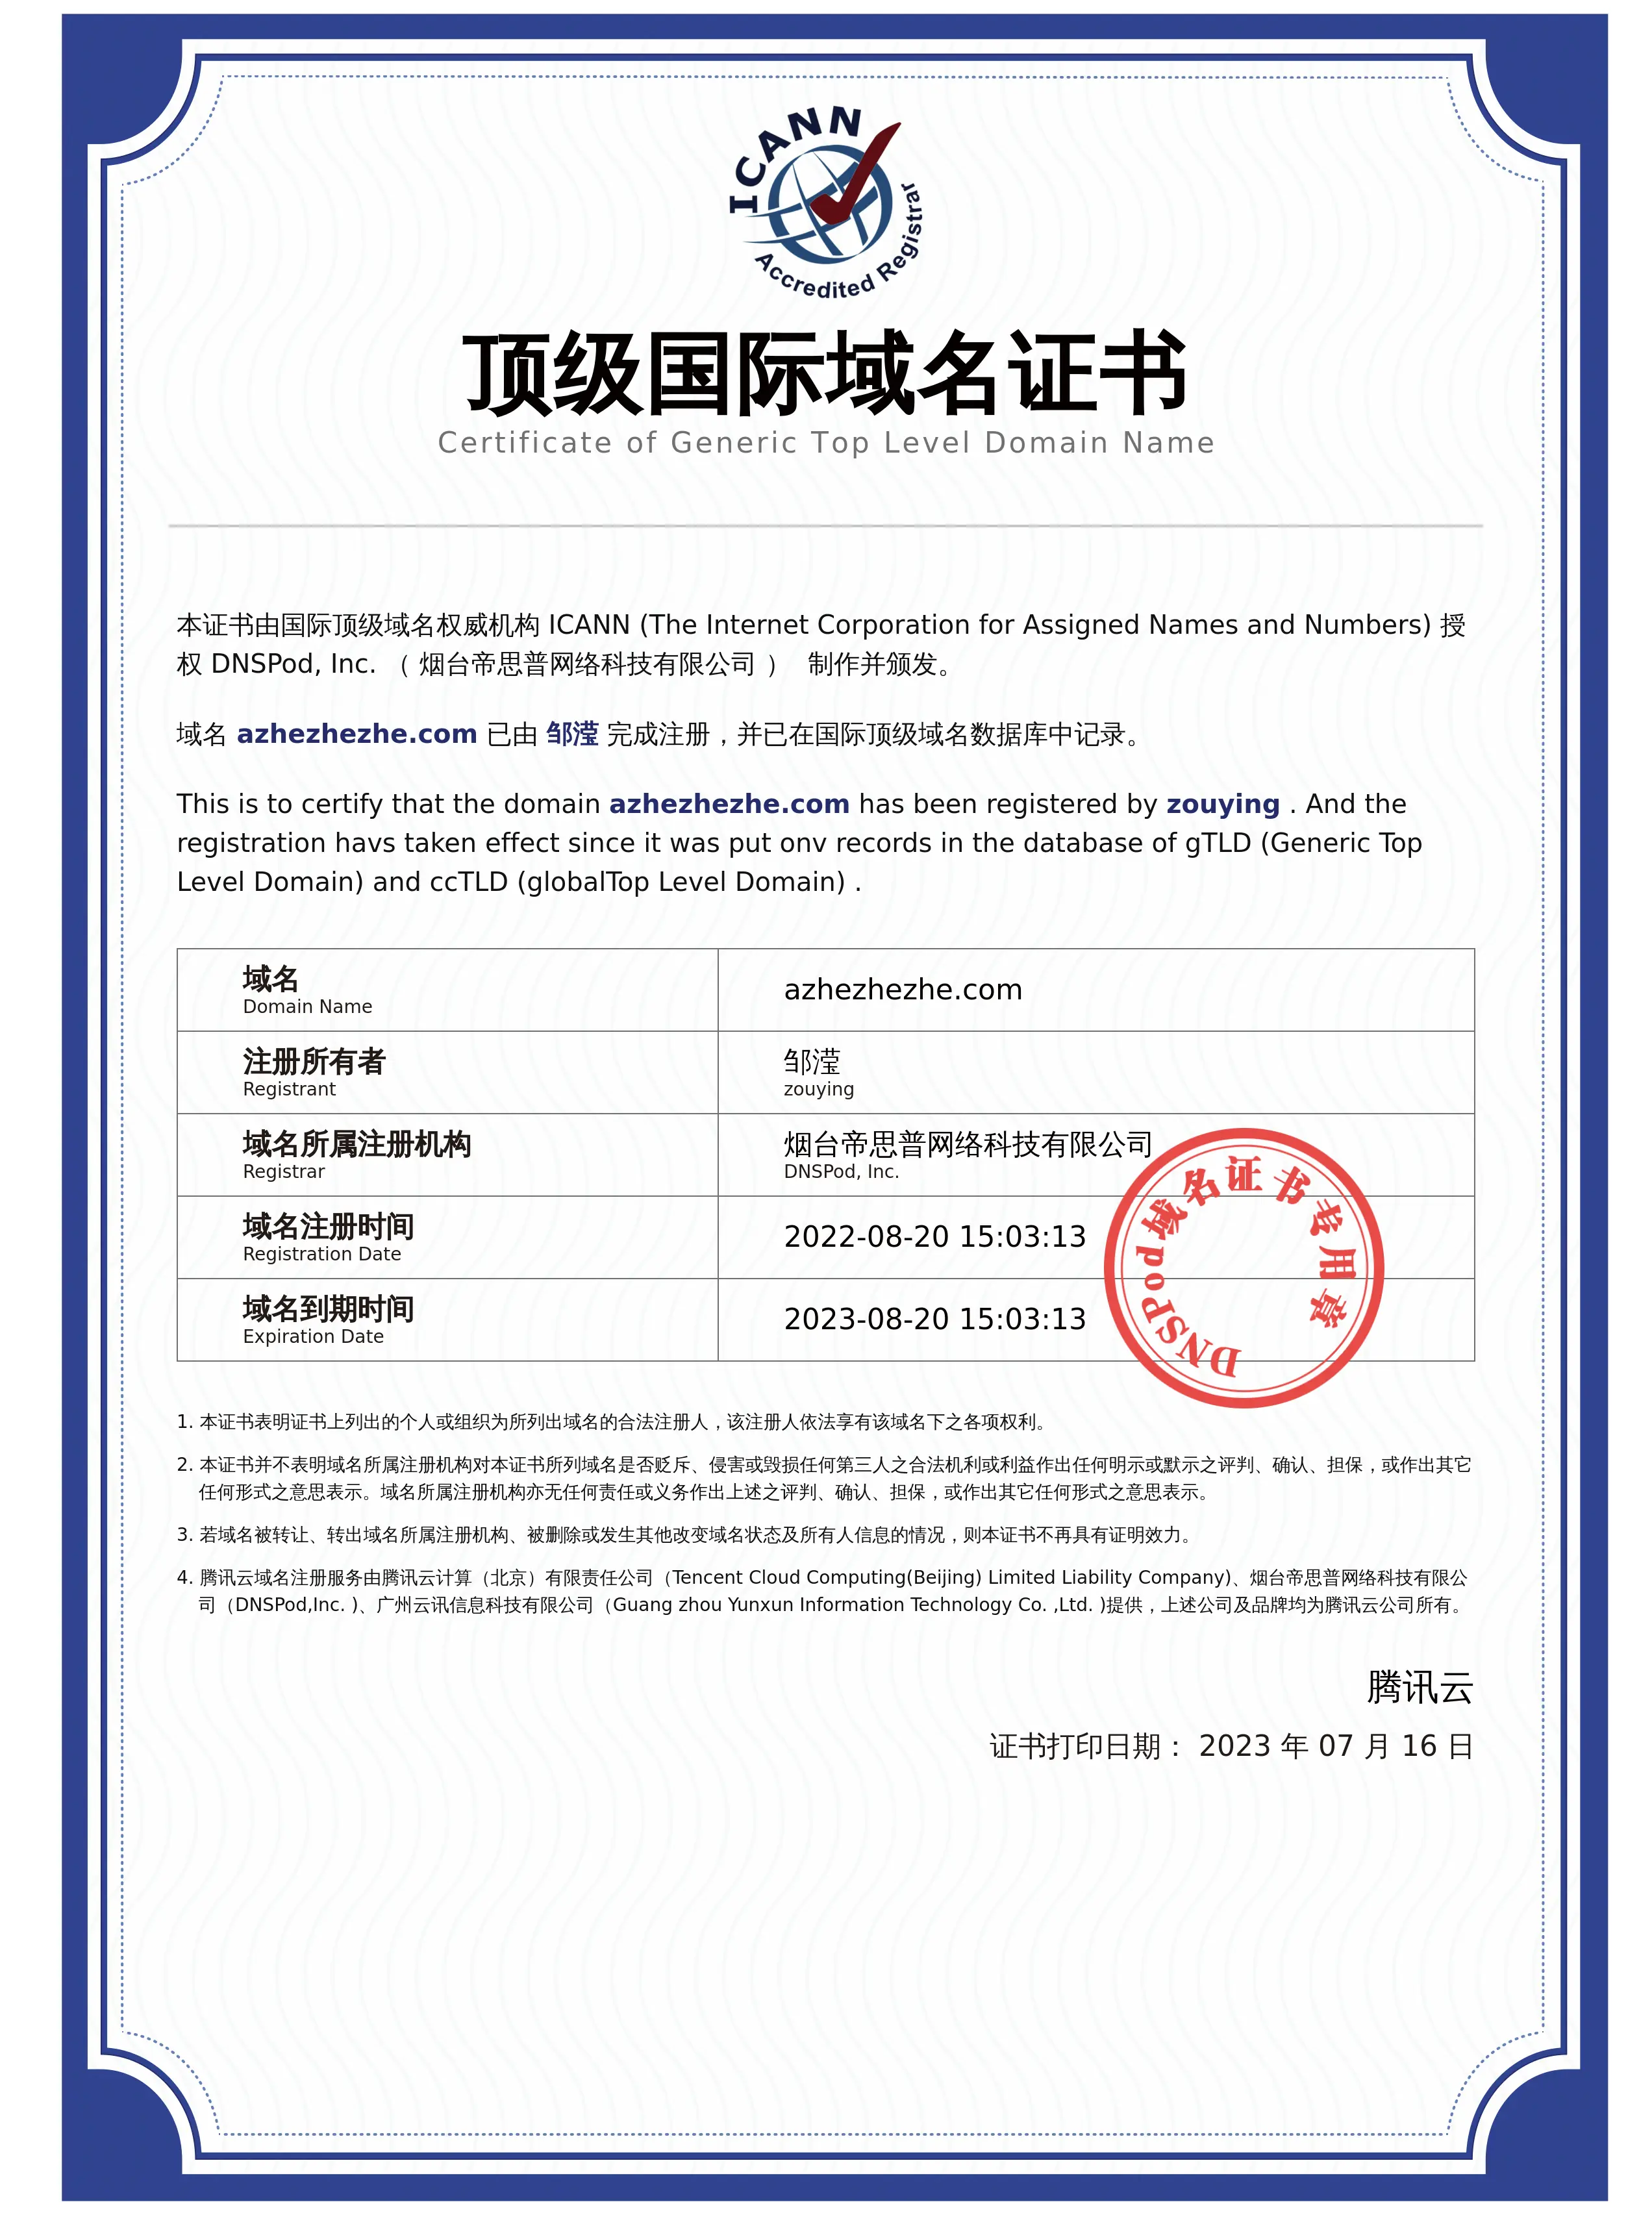 ICANN
Accredited Registrar
顶级国际域名证书
Certificate of Generic Top Level Domain Name
本证书由国际顶级域名权威机构 ICANN (The Internet Corporation for Assigned Names and Numbers) 授
权 DNSPod, Inc. （ 烟台帝思普网络科技有限公司 ） 制作并颁发。
域名 azhezhezhe.com 已由 邹滢 完成注册，并已在国际顶级域名数据库中记录。
This is to certify that the domain azhezhezhe.com has been registered by zouying . And the
registration havs taken effect since it was put onv records in the database of gTLD (Generic Top
Level Domain) and ccTLD (globalTop Level Domain) .
域名
Domain Name
azhezhezhe.com
注册所有者
Registrant
邹滢
zouying
域名所属注册机构
Registrar
烟台帝思普网络科技有限公司
DNSPod, Inc.
域名注册时间
Registration Date
2022-08-20 15:03:13
域名到期时间
Expiration Date
2023-08-20 15:03:13
DNSPod域名证书专用章
1. 本证书表明证书上列出的个人或组织为所列出域名的合法注册人，该注册人依法享有该域名下之各项权利。
2. 本证书并不表明域名所属注册机构对本证书所列域名是否贬斥、侵害或毁损任何第三人之合法机利或利益作出任何明示或默示之评判、确认、担保，或作出其它
任何形式之意思表示。域名所属注册机构亦无任何责任或义务作出上述之评判、确认、担保，或作出其它任何形式之意思表示。
3. 若域名被转让、转出域名所属注册机构、被删除或发生其他改变域名状态及所有人信息的情况，则本证书不再具有证明效力。
4. 腾讯云域名注册服务由腾讯云计算（北京）有限责任公司（Tencent Cloud Computing(Beijing) Limited Liability Company)、烟台帝思普网络科技有限公
司（DNSPod,Inc. )、广州云讯信息科技有限公司（Guang zhou Yunxun Information Technology Co. ,Ltd. )提供，上述公司及品牌均为腾讯云公司所有。
腾讯云
证书打印日期： 2023 年 07 月 16 日